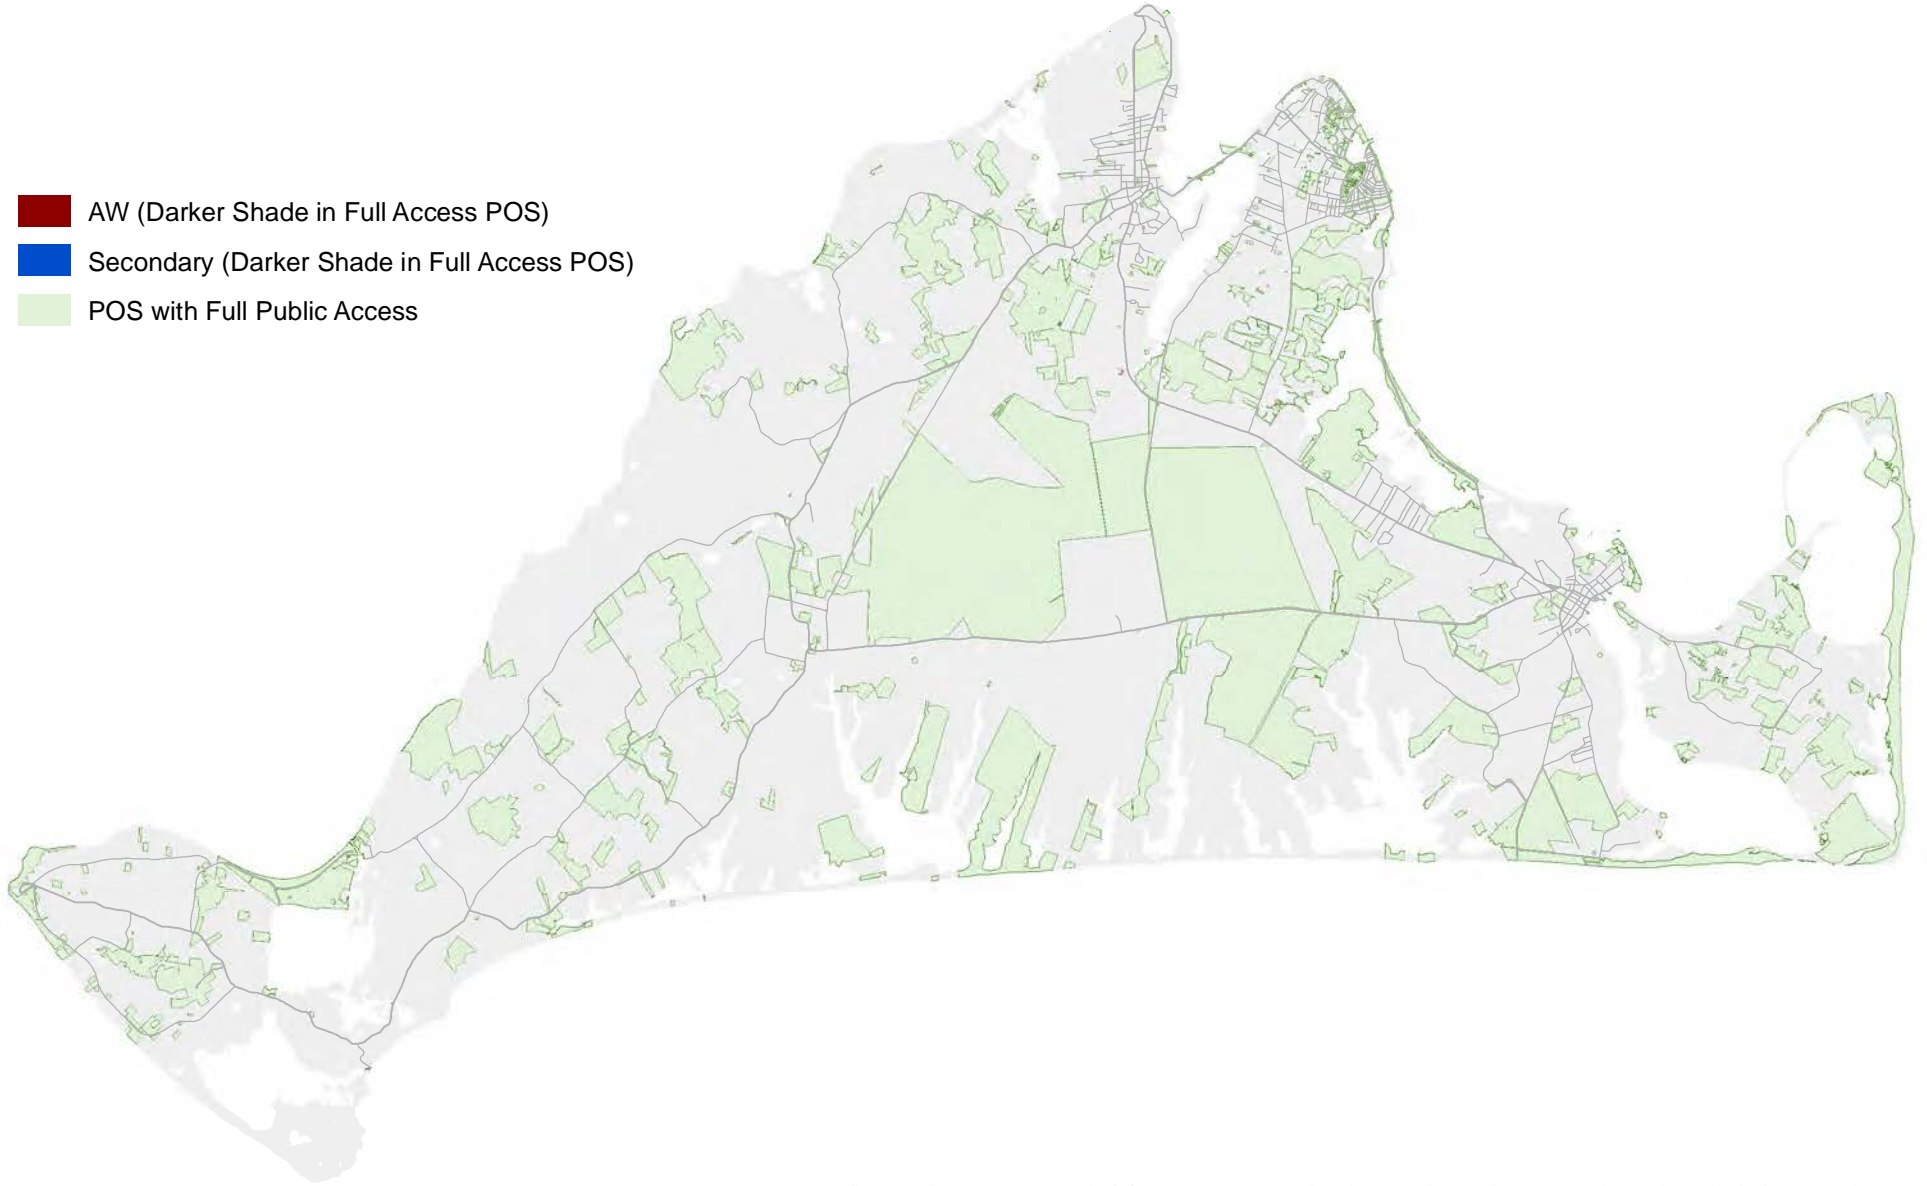 AW (Darker Shade in Full Access POS)
Secondary (Darker Shade in Full Access POS)
POS with Full Public Access